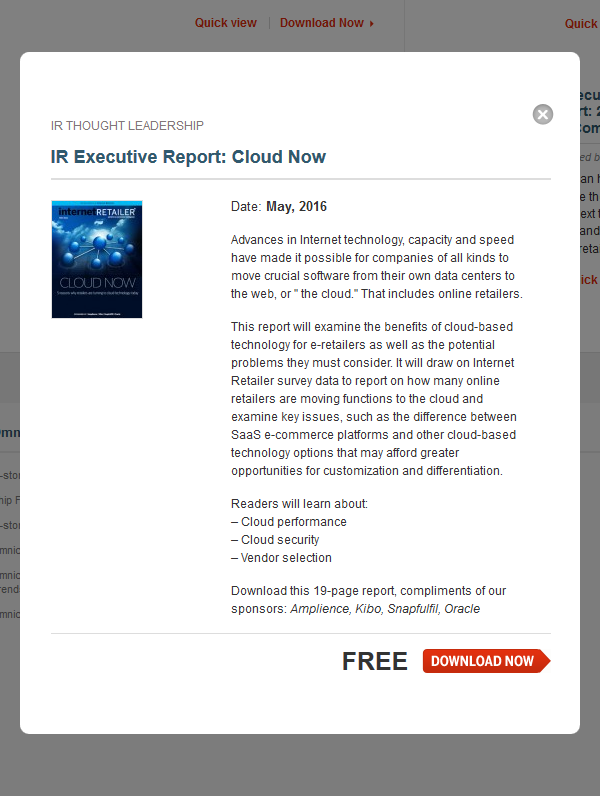 Quick view
Download Now
Quick
IR THOUGHT LEADERSHIP
IR Executive Report: Cloud Now
internet RETAILER
CLOUD NOW
Date: May, 2016
Advances in Internet technology, capacity and speed
have made it possible for companies of all kinds to
move crucial software from their own data centers to
the web, or " the cloud." That includes online retailers.
This report will examine the benefits of cloud-based
technology for e-retailers as well as the potential
problems they must consider. It will draw on Internet
Retailer survey data to report on how many online
retailers are moving functions to the cloud and
examine key issues, such as the difference between
SaaS e-commerce platforms and other cloud-based
technology options that may afford greater
opportunities for customization and differentiation.
Readers will learn about:
– Cloud performance
– Cloud security
– Vendor selection
Download this 19-page report, compliments of our
sponsors: Amplience, Kibo, Snapfulfil, Oracle
FREE
DOWNLOAD NOW